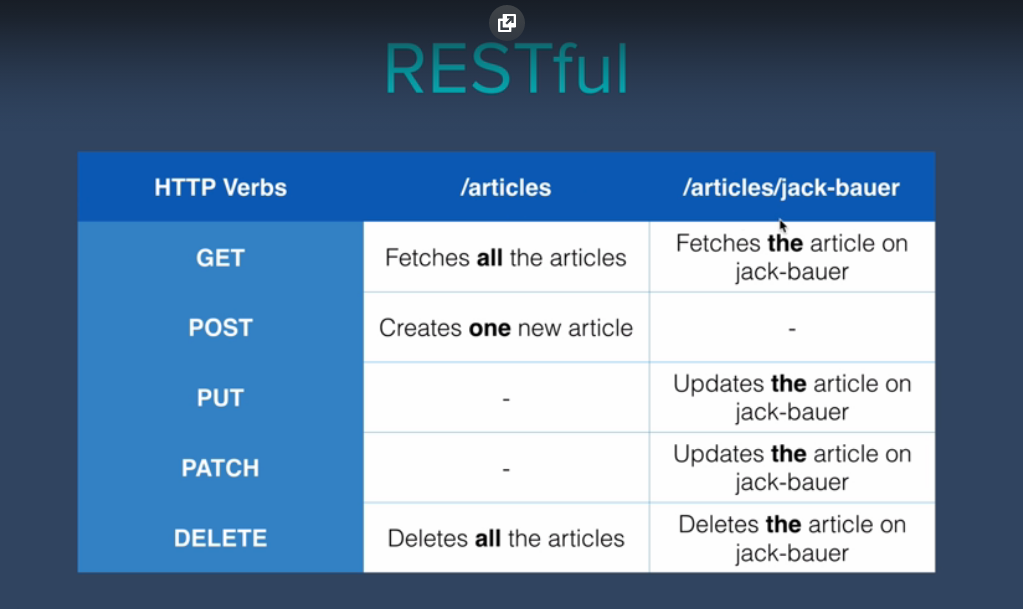 RESTful
HTTP Verbs
/articles
/articles/jack-bauer
GET
Fetches all the articles
Fetches the article on
jack-bauer
POST
Creates one new article
-
PUT
-
Updates the article on
jack-bauer
PATCH
-
Updates the article on
jack-bauer
DELETE
Deletes all the articles
Deletes the article on
jack-bauer